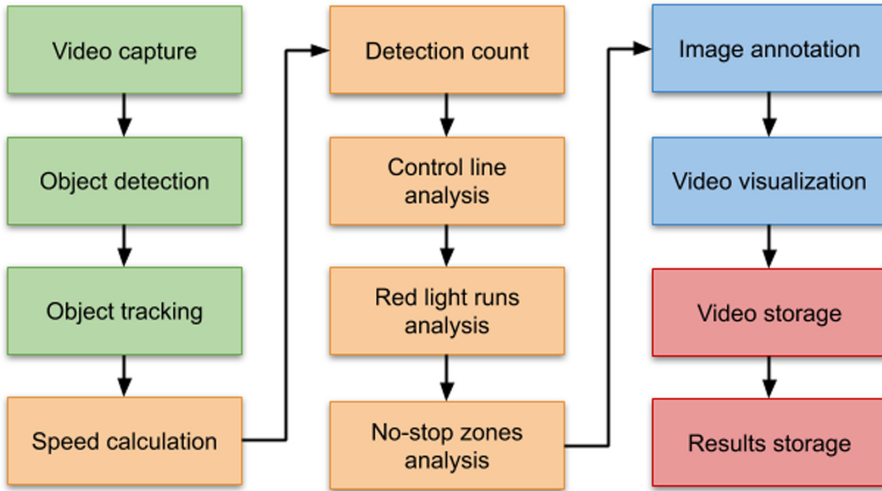 Video capture
Object detection
Object tracking
Speed calculation
Detection count
Control line
analysis
Red light runs
analysis
No-stop zones
analysis
Image annotation
Video visualization
Video storage
Results storage